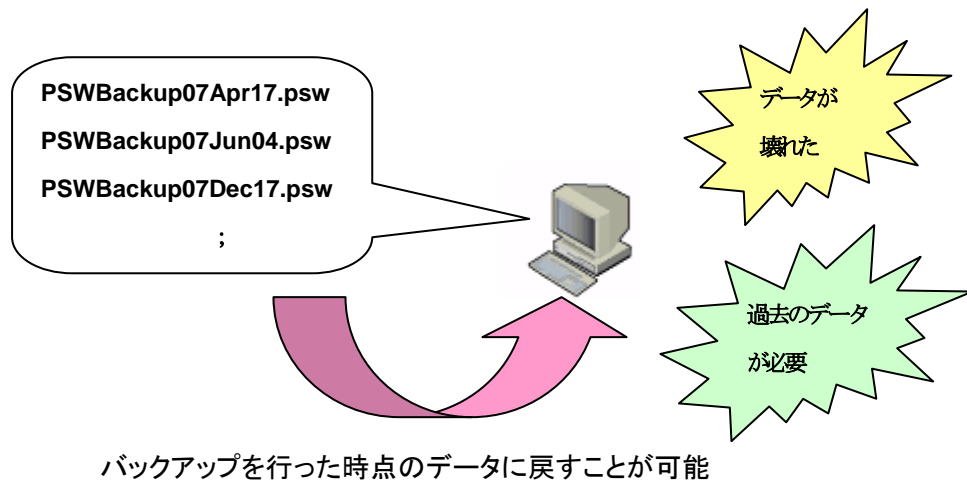 PSWBackup07Apr17.psw
PSWBackup07Jun04.psw
PSWBackup07Dec17.psw
;
データが
壊れた
過去のデータ
が必要
バックアップを行った時点のデータに戻すことが可能